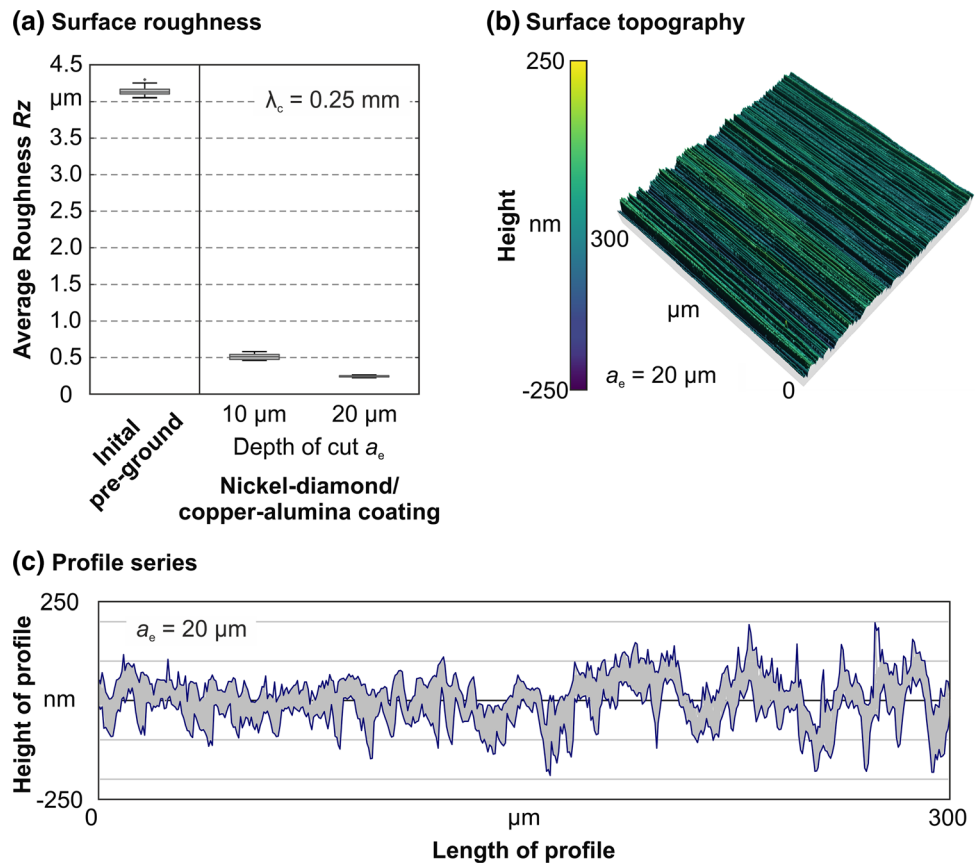 (a) Surface roughness
Average Roughness Rz
4.5
µm
3.5
3.0
2.5
2.0
1.5
1.0
0.5
0
λc = 0.25 mm
Inital
pre-ground
10 µm
20 µm
Depth of cut ae
Nickel-diamond/
copper-alumina coating
(b) Surface topography
Height
250
nm
-250
300
µm
0
ae = 20 µm
(c) Profile series
Height of profile
250
nm
-250
ae = 20 µm
0
µm
300
Length of profile